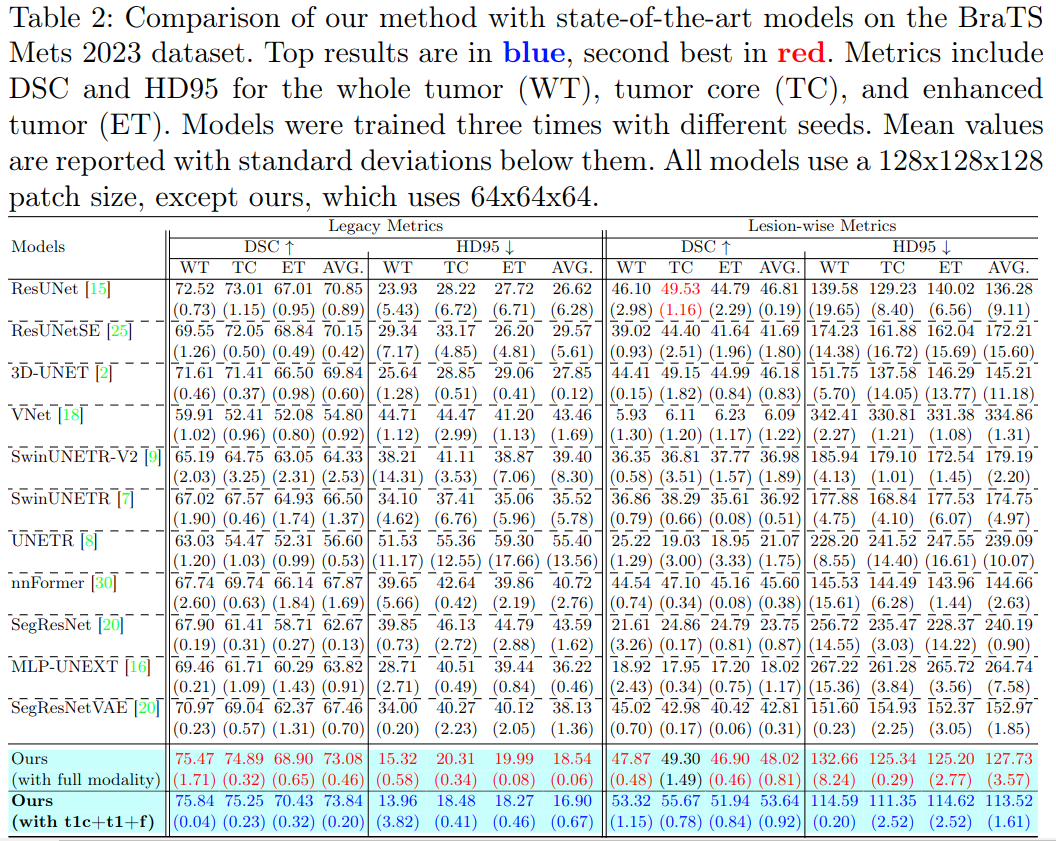 Table 2: Comparison of our method with state-of-the-art models on the BraTS
Mets 2023 dataset. Top results are in blue, second best in red. Metrics include
DSC and HD95 for the whole tumor (WT), tumor core (TC), and enhanced
tumor (ET). Models were trained three times with different seeds. Mean values
are reported with standard deviations below them. All models use a 128x128x128
patch size, except ours, which uses 64x64x64.
Legacy Metrics Lesion-wise Metrics
Models DSC ↑ HD95 ↓ DSC ↑ HD95 ↓
WT TC ET AVG. WT TC ET AVG. WT TC ET AVG. WT TC ET AVG.
ResUNet [15] 72.52 73.01 67.01 70.85 23.93 28.22 27.72 26.62 46.10 49.53 44.79 46.81 139.58 129.23 140.02 136.28
(0.73) (1.15) (0.95) (0.89) (5.43) (6.72) (6.71) (6.28) (2.98) (1.16) (2.29) (0.19) (19.65) (8.40) (6.56) (9.11)
ResUNetSE [25] 69.55 72.05 68.84 70.15 29.34 33.17 26.20 29.57 39.02 44.40 41.64 41.69 174.23 161.88 162.04 172.21
(1.26) (0.50) (0.49) (0.42) (7.17) (4.85) (4.81) (5.61) (0.93) (2.51) (1.96) (1.80) (14.38) (16.72) (15.69) (15.60)
3D-UNET [2] 71.61 71.41 66.50 69.84 25.64 28.85 29.06 27.85 44.41 49.15 44.99 46.18 151.75 137.58 146.29 145.21
(0.46) (0.37) (0.98) (0.60) (1.28) (0.51) (0.41) (0.12) (0.15) (1.82) (0.84) (0.83) (5.70) (14.05) (13.77) (11.18)
VNet [18] 59.91 52.41 52.08 54.80 44.71 44.47 41.20 43.46 5.93 6.11 6.23 6.09 342.41 330.81 331.38 334.86
(1.02) (0.96) (0.80) (0.92) (1.12) (2.99) (1.13) (1.69) (1.30) (1.20) (1.17) (1.22) (2.27) (1.21) (1.08) (1.31)
SwinUNETR-V2 [9] 65.19 64.75 63.05 64.33 38.21 41.11 38.87 39.40 36.35 36.81 37.77 36.98 185.94 179.10 172.54 179.19
(2.03) (3.25) (2.31) (2.53) (14.31) (3.53) (7.06) (8.30) (0.58) (3.51) (1.57) (1.89) (4.13) (1.01) (1.45) (2.20)
SwinUNETR [7] 67.02 67.57 64.93 66.50 34.10 37.41 35.06 35.52 36.86 38.29 35.61 36.92 177.88 168.84 177.53 174.75
(1.90) (0.46) (1.74) (1.37) (4.62) (6.76) (5.96) (5.78) (0.79) (0.66) (0.08) (0.51) (4.75) (4.10) (6.07) (4.97)
UNETR [8] 63.03 54.47 52.31 56.60 51.53 55.36 59.30 55.40 25.22 19.03 18.95 21.07 228.20 241.52 247.55 239.09
(1.20) (1.03) (0.99) (0.53) (11.17) (12.55) (17.66) (13.56) (1.29) (3.00) (3.33) (1.75) (8.55) (14.40) (16.61) (10.07)
nnFormer [30] 67.74 69.74 66.14 67.87 39.65 42.64 39.86 40.72 44.54 47.10 45.16 45.60 145.53 144.49 143.96 144.66
(2.60) (0.63) (1.84) (1.69) (5.66) (0.42) (2.19) (2.76) (0.74) (0.34) (0.08) (0.38) (15.61) (6.28) (1.44) (2.63)
SegResNet [20] 67.90 61.41 58.71 62.67 39.85 46.13 44.79 43.59 21.61 24.86 24.79 23.75 256.72 235.47 228.37 240.19
(0.19) (0.31) (0.27) (0.13) (0.73) (2.72) (2.88) (1.62) (3.26) (0.17) (0.81) (0.87) (14.55) (3.03) (14.22) (0.90)
MLP-UNEXT [16] 69.46 61.71 60.29 63.82 28.71 40.51 39.44 36.22 18.92 17.95 17.20 18.02 267.22 261.28 265.72 264.74
(0.21) (1.09) (1.43) (0.91) (2.71) (0.49) (0.84) (0.46) (2.43) (0.34) (0.75) (1.17) (15.36) (3.84) (3.56) (7.58)
SegResNetVAE [20] 70.97 69.04 62.37 67.46 34.00 40.27 40.12 38.13 45.02 42.98 40.42 42.81 151.60 154.93 152.37 152.97
(0.23) (0.57) (1.31) (0.70) (0.20) (2.23) (2.05) (1.36) (0.70) (0.17) (0.06) (0.31) (0.23) (2.25) (3.05) (1.85)
Ours 75.47 74.89 68.90 73.08 15.32 20.31 19.99 18.54 47.87 49.30 46.90 48.02 132.66 125.34 125.20 127.73
(with full modality) (1.71) (0.32) (0.65) (0.46) (0.58) (0.34) (0.08) (0.06) (0.48) (1.49) (0.46) (0.81) (8.24) (0.29) (2.77) (3.57)
Ours 75.84 75.25 70.43 73.84 13.96 18.48 18.27 16.90 53.32 55.67 51.94 53.64 114.59 111.35 114.62 113.52
(with t1c+t1+f) (0.04) (0.23) (0.32) (0.20) (3.82) (0.41) (0.46) (0.67) (1.15) (0.78) (0.84) (0.92) (0.20) (2.52) (2.52) (1.61)